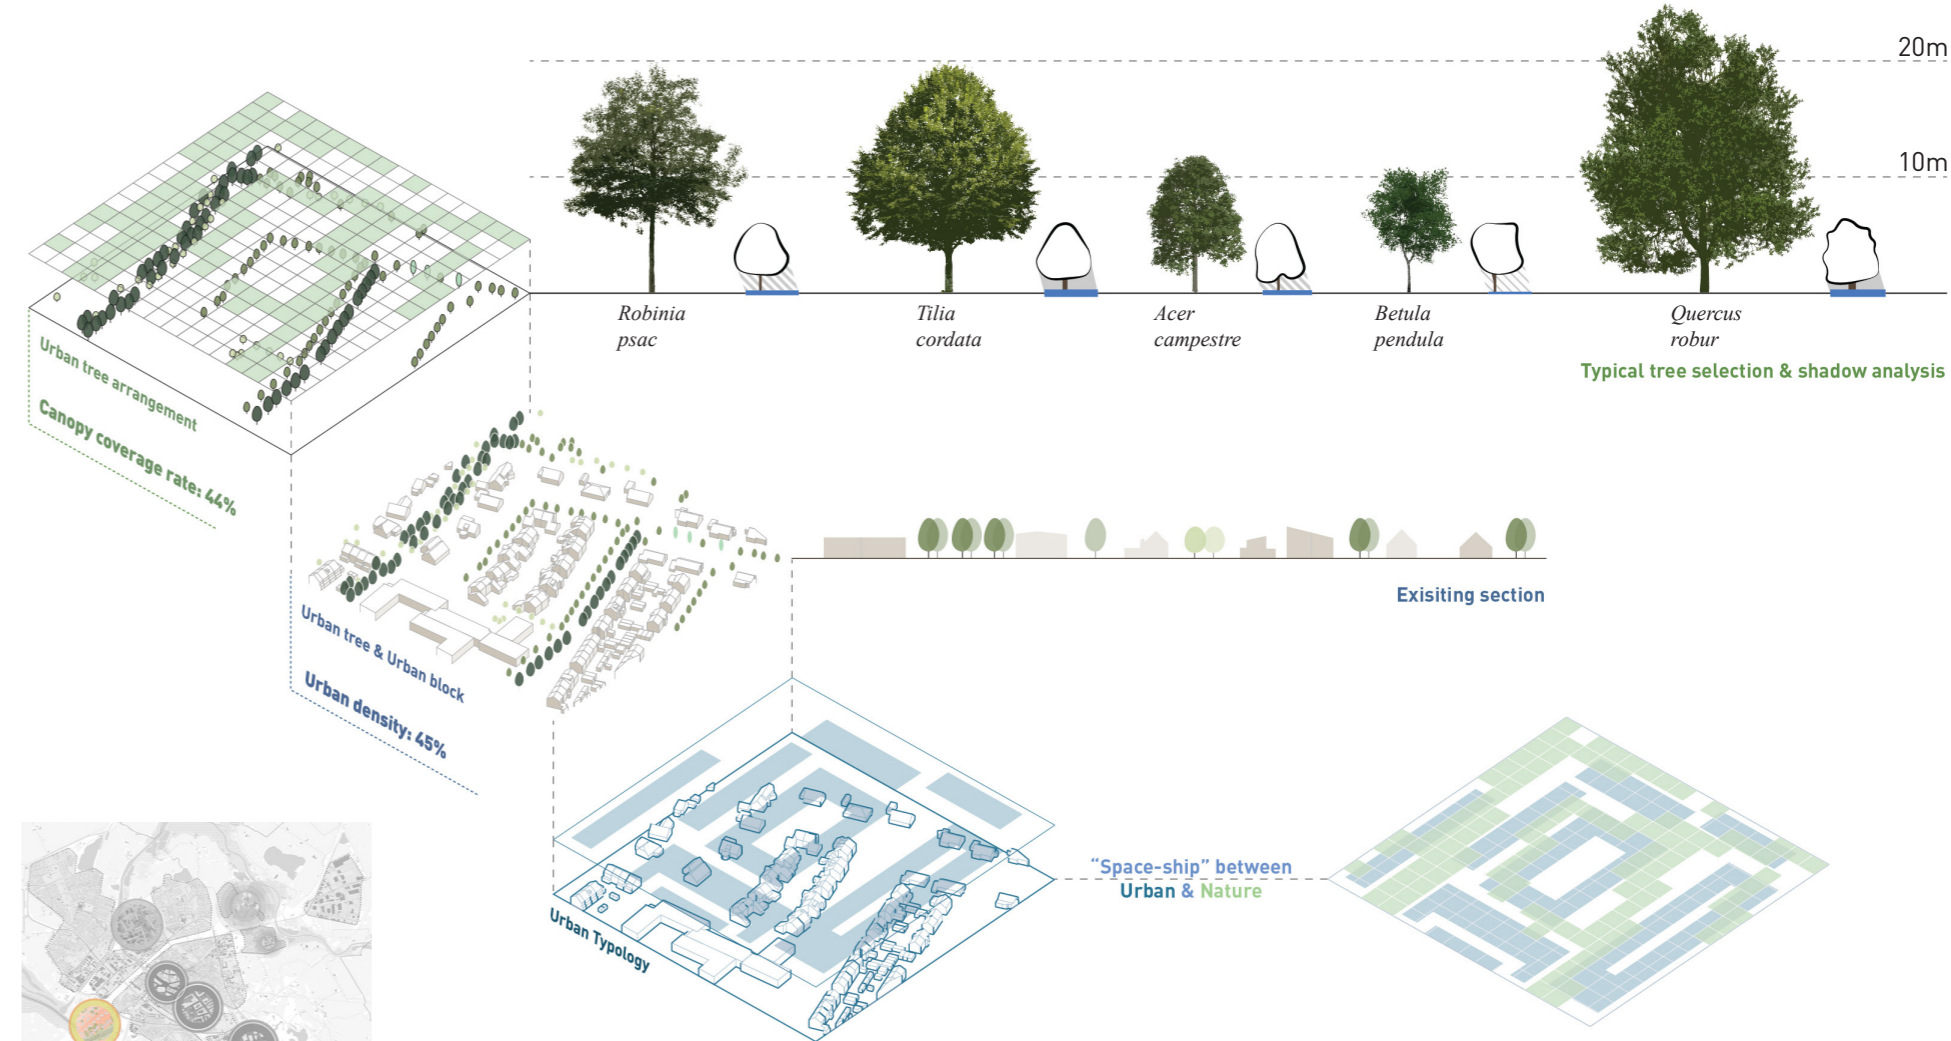 20m
10m
Robinia
psac
Tilia
cordata
Acer
campestre
Betula
pendula
Quercus
robur
Typical tree selection & shadow analysis
Urban tree arrangement
Canopy coverage rate: 44%
Exisiting section
Urban tree & Urban block
Urban density: 45%
“Space-ship” between
Urban & Nature
Urban Typology